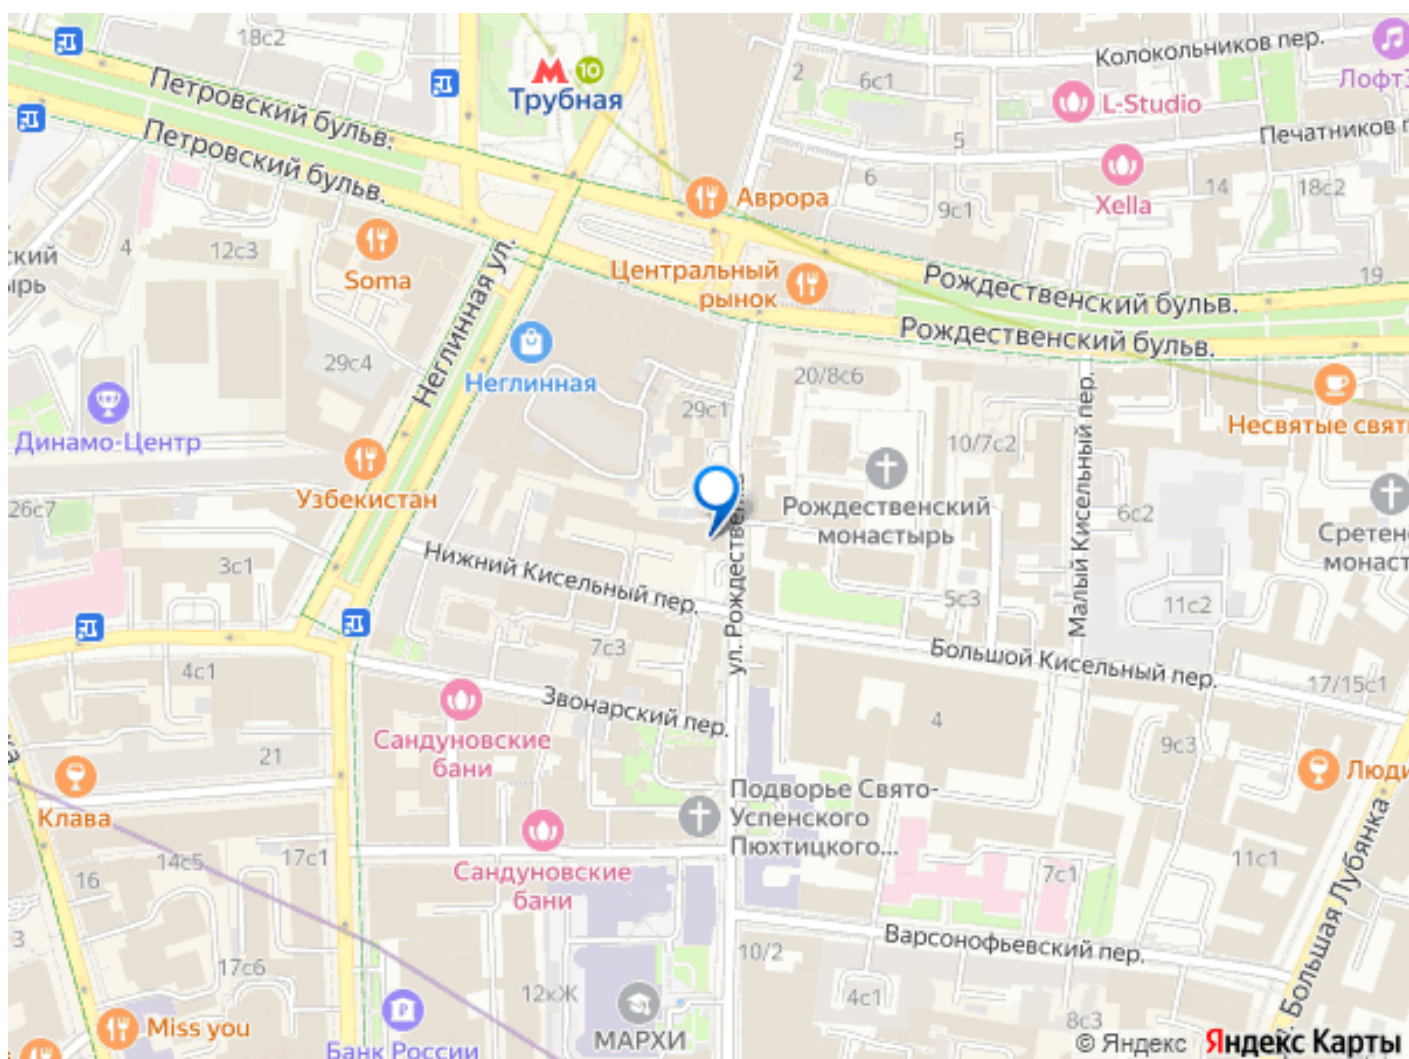 18с2
Колокольников пер.
Лофт
2
6с1
10
Трубная
L-Studio
Петровский бульв.
Петровский бульв.
5
Печатников п
6
14
18с2
Xella
Аврора
9с1
4
12с3
ский
ырь
Soma
Неглинная ул.
Центральный
рынок
19
Рождественский бульв.
Рождественский бульв.
29с4
Неглинная
20/8с6
29с1
Малый Кисельный пер.
Несвятые святы
Динамо-Центр
10/7с2
Узбекистан
Рождественский
монастырь
26с7
6с2
Сретен
монаст
ул. Рождественка
3с1
Нижний Кисельный пер.
5с3
11с2
7с3
Большой Кисельный пер.
4с1
17/15с1
Звонарский пер.
4
Сандуновские
бани
9с3
21
Люди
Клава
Подворье Свято-
Успенского
Пюхтицкого...
14с5
17с1
Сандуновские
бани
11с1
16
7с1
Большая Лубянка
3
Варсонофьевский пер.
10/2
17с6
12кЖ
4с1
Miss you
МАРХИ
8с3
Банк России
© Яндекс Яндекс Карты